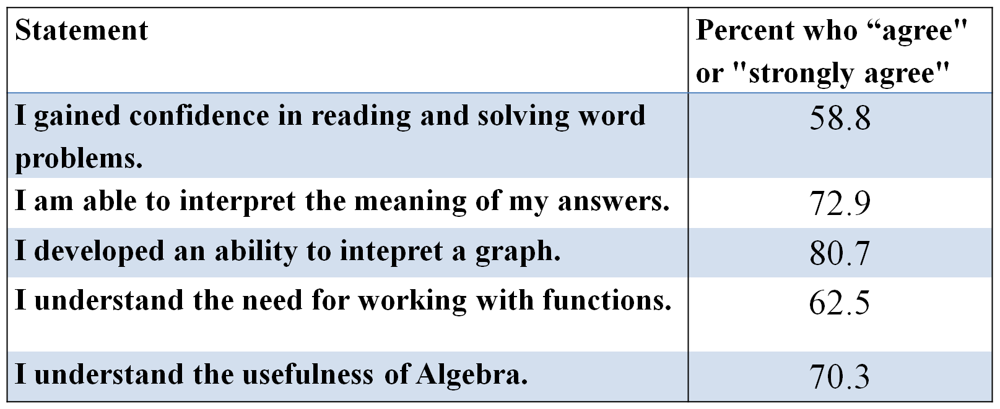 Statement
Percent who “agree"
or "strongly agree"
I gained confidence in reading and solving word
problems.
58.8
I am able to interpret the meaning of my answers.
72.9
I developed an ability to intepret a graph.
80.7
I understand the need for working with functions.
62.5
I understand the usefulness of Algebra.
70.3